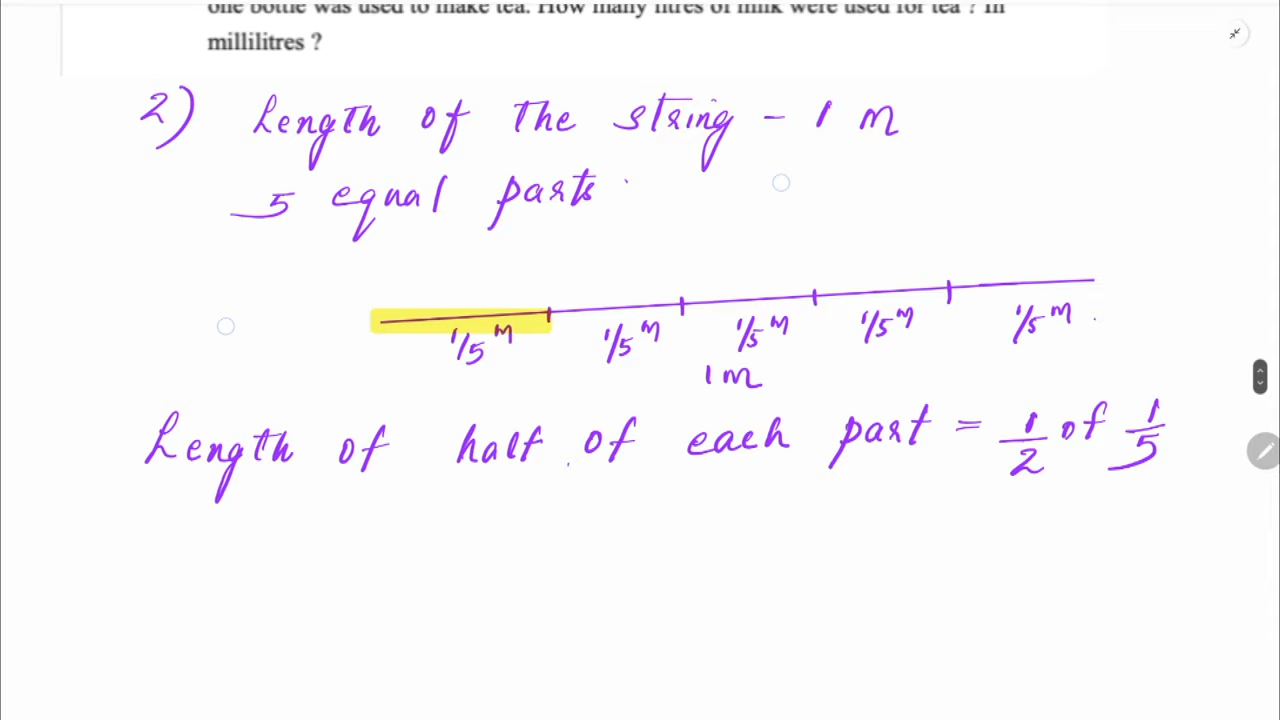 one bottle was used to make tea. How many litres of milk were used for tea ? In
millilitres ?
2) Length of the string - 1 m
5 equal parts.
1/5 m 1/5 m 1/5 m 1/5 m 1/5 m
1 m
Length of half of each part = 1/2 of 1/5